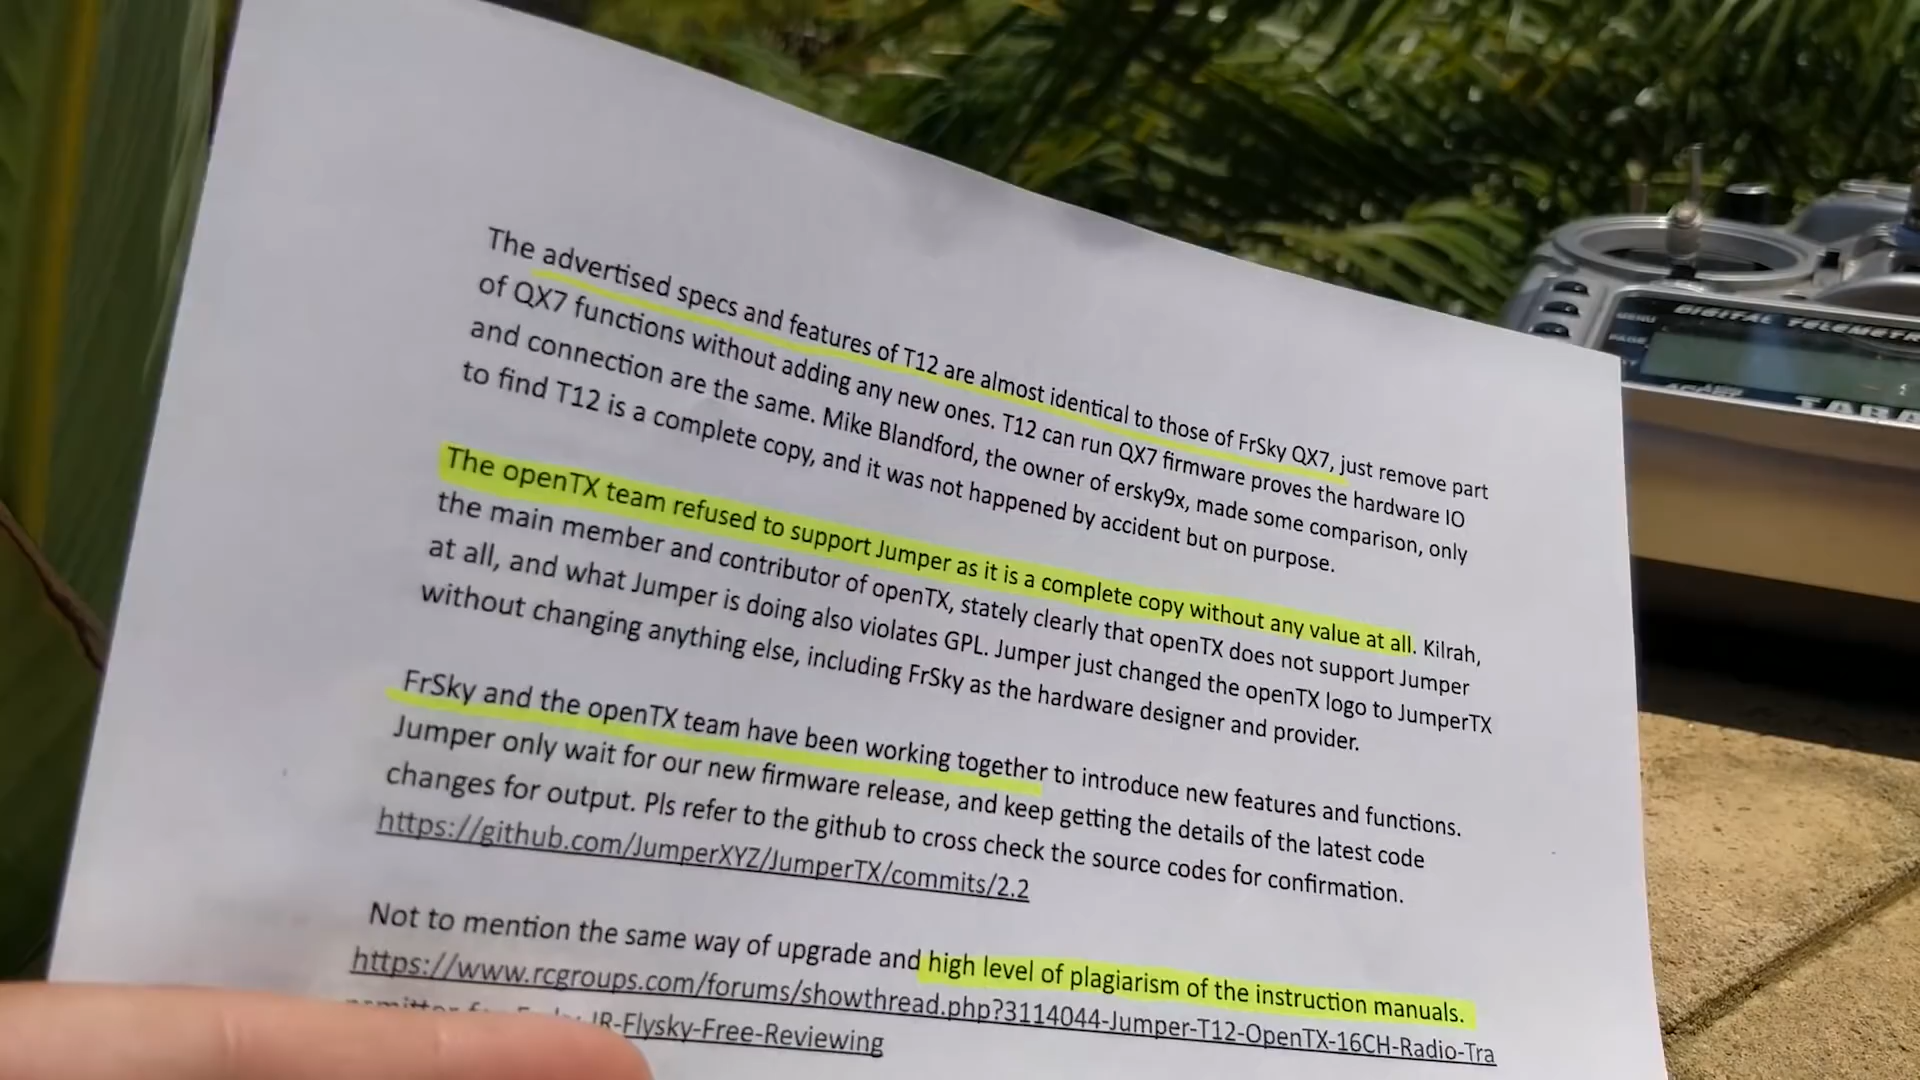 The advertised specs and features of T12 are almost identical to those of FrSky QX7, just remove part
of QX7 functions without adding any new ones. T12 can run QX7 firmware proves the hardware IO
and connection are the same. Mike Blandford, the owner of ersky9x, made some comparison, only
to find T12 is a complete copy, and it was not happened by accident but on purpose.
The openTX team refused to support Jumper as it is a complete copy without any value at all. Kilrah,
the main member and contributor of openTX, stately clearly that openTX does not support Jumper
at all, and what Jumper is doing also violates GPL. Jumper just changed the openTX logo to JumperTX
without changing anything else, including FrSky as the hardware designer and provider.
FrSky and the openTX team have been working together to introduce new features and functions.
Jumper only wait for our new firmware release, and keep getting the details of the latest code
changes for output. Pls refer to the github to cross check the source codes for confirmation.
https://github.com/JumperXYZ/JumperTX/commits/2.2
Not to mention the same way of upgrade and high level of plagiarism of the instruction manuals.
https://www.rcgroups.com/forums/showthread.php?3114044-Jumper-T12-OpenTX-16CH-Radio-Tra
JR-Flysky-Free-Reviewing
DIGITAL TELEMETR
MENU
PAGE
TARA